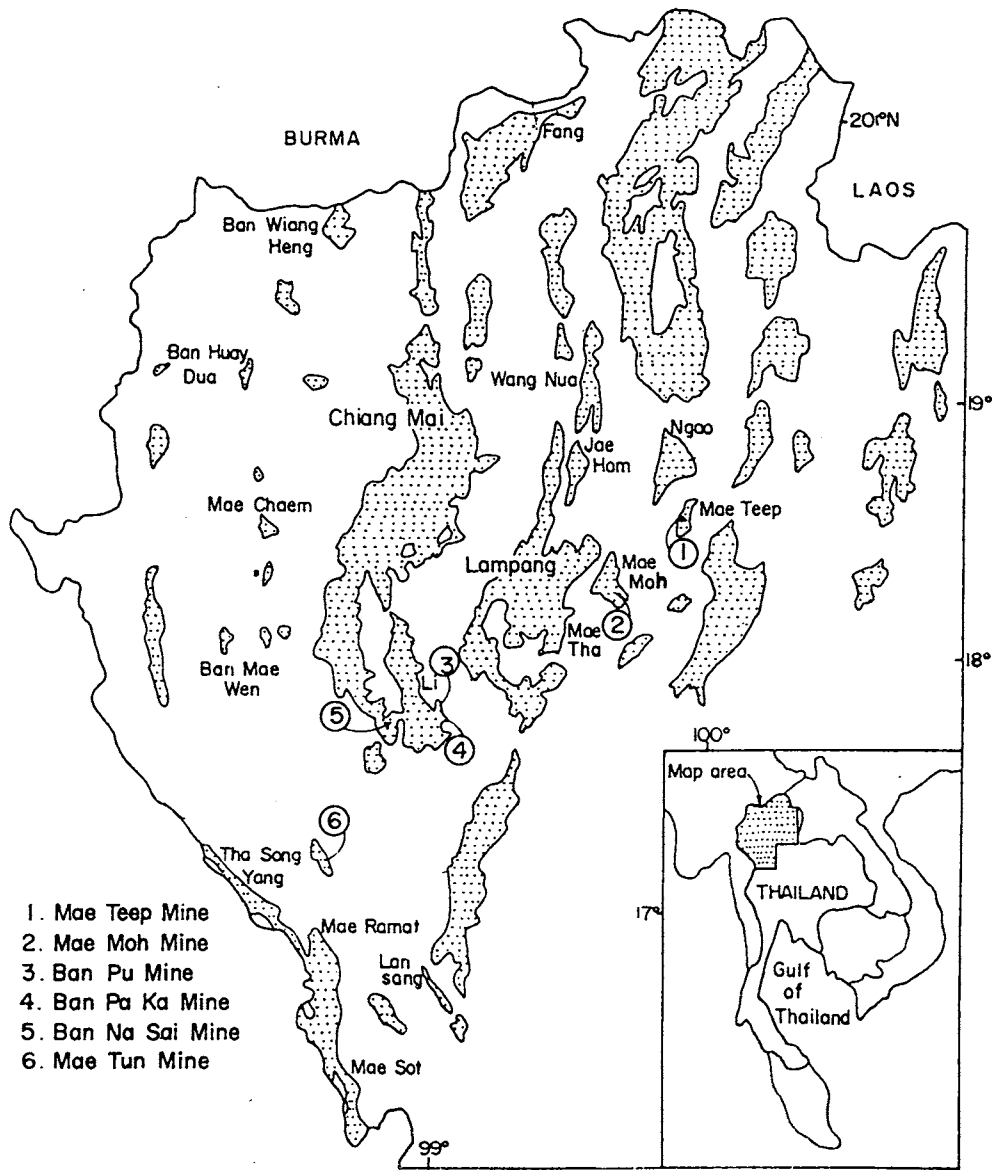 BURMA
Fang
20°N
LAOS
Ban Wiang
Heng
Ban Huay
Dua
Wang Nua
19°
Chiang Mai
Ngao
Jae
Hom
Mae Chaem
Mae Teep
1
Lampang
Mae
Moh
2
Mae
Tha
18°
Ban Mae
Wen
3
Li
5
4
100°
Map area
6
Tha Song
Yang
THAILAND
17°
1. Mae Teep Mine
2. Mae Moh Mine
3. Ban Pu Mine
4. Ban Pa Ka Mine
5. Ban Na Sai Mine
6. Mae Tun Mine
Mae Ramat
Lan
sang
Gulf
of
Thailand
Mae Sot
99°